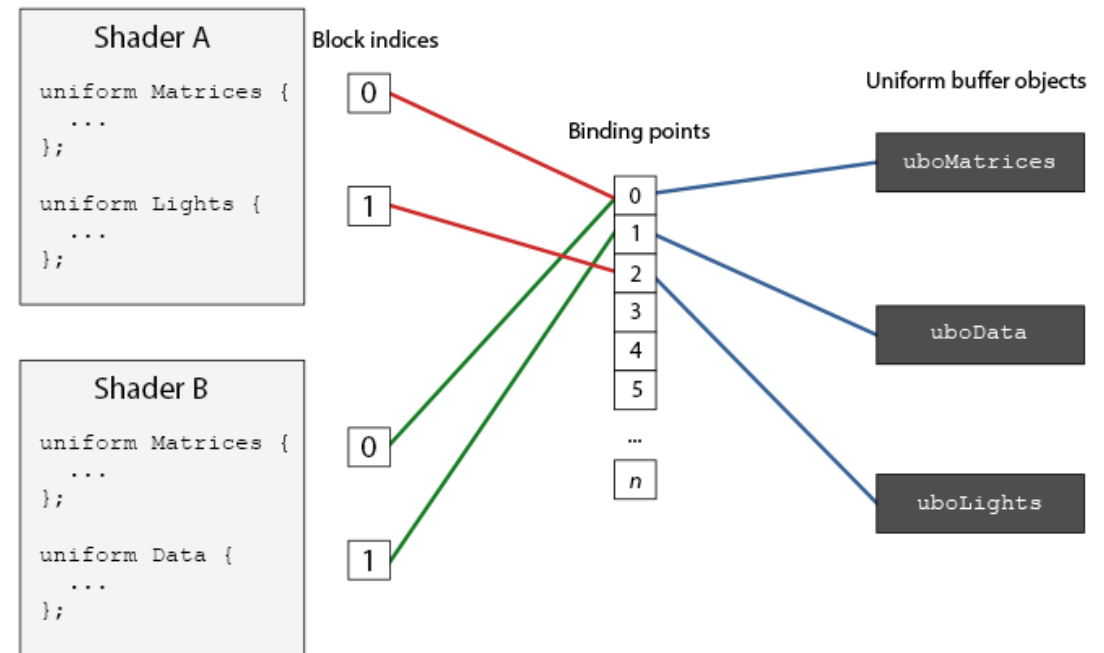 Shader A
uniform Matrices {
...
};
uniform Lights {
...
};
Block indices
0
1
Shader B
uniform Matrices {
...
};
uniform Data {
...
};
0
1
Binding points
0
1
2
3
4
5
...
n
Uniform buffer objects
uboMatrices
uboData
uboLights